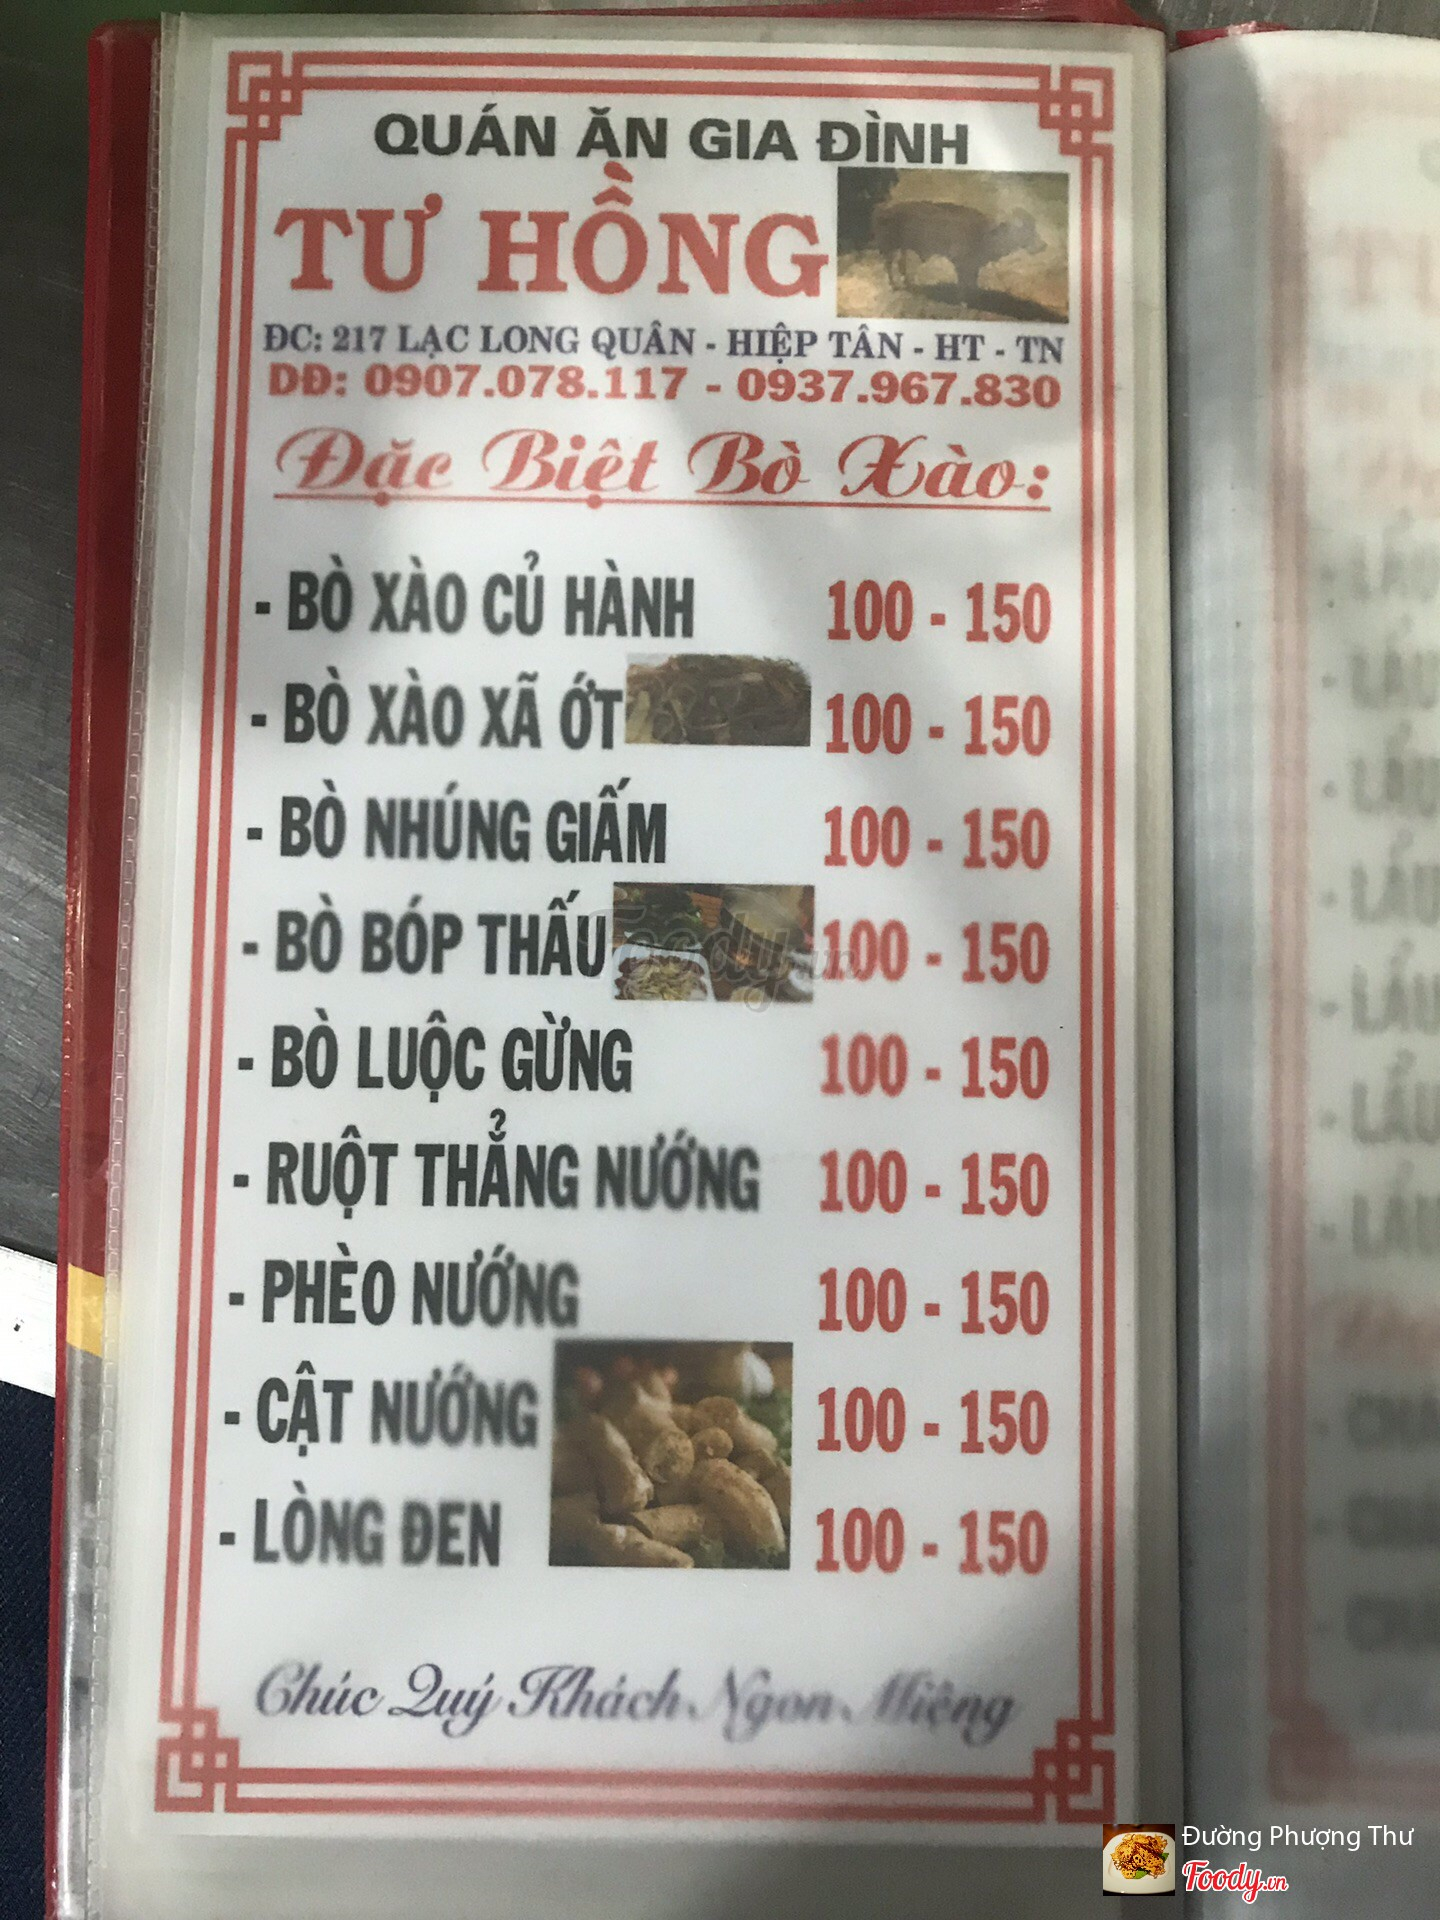 QUÁN ĂN GIA ĐÌNH
TƯ HỒNG
ĐC: 217 LẠC LONG QUÂN - HIỆP TÂN - HT - TN
DĐ: 0907.078.117 - 0937.967.830
Đặc Biệt Bò Xào:
- BÒ XÀO CỦ HÀNH 100 - 150
- BÒ XÀO XÃ ỚT 100 - 150
- BÒ NHÚNG GIẤM 100 - 150
- BÒ BÓP THẤU 100 - 150
- BÒ LUỘC GỪNG 100 - 150
- RUỘT THẲNG NƯỚNG 100 - 150
- PHÈO NƯỚNG 100 - 150
- CẬT NƯỚNG 100 - 150
- LÒNG ĐEN 100 - 150
Chúc Quý Khách Ngon Miệng
Foody.vn
Đường Phượng Thư
Foody.vn